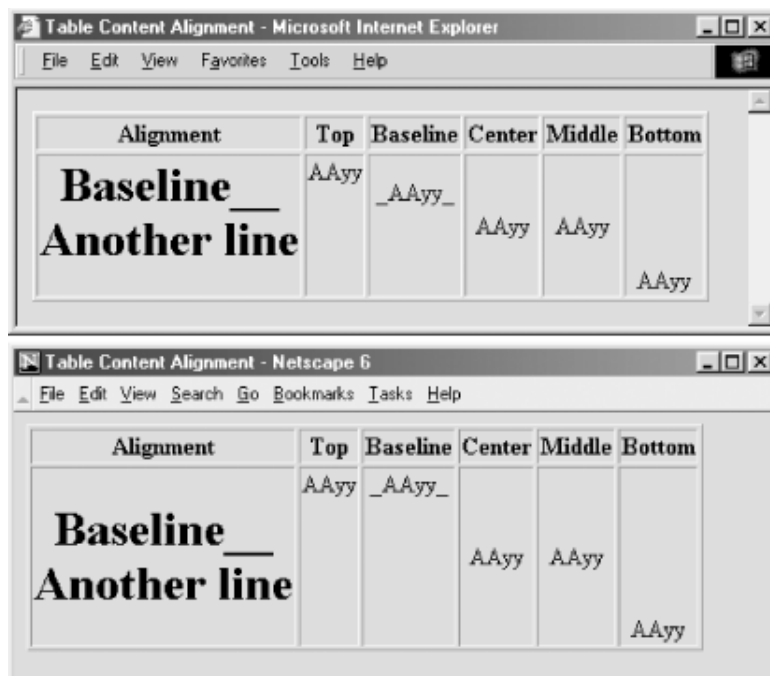 Table Content Alignment - Microsoft Internet Explorer
File Edit View Favorites Tools Help
Alignment Top Baseline Center Middle Bottom
Baseline__ AAyy _AAyy_ AAyy AAyy AAyy
Another line
Table Content Alignment - Netscape 6
File Edit View Search Go Bookmarks Tasks Help
Alignment Top Baseline Center Middle Bottom
Baseline__ AAyy _AAyy_ AAyy AAyy AAyy
Another line